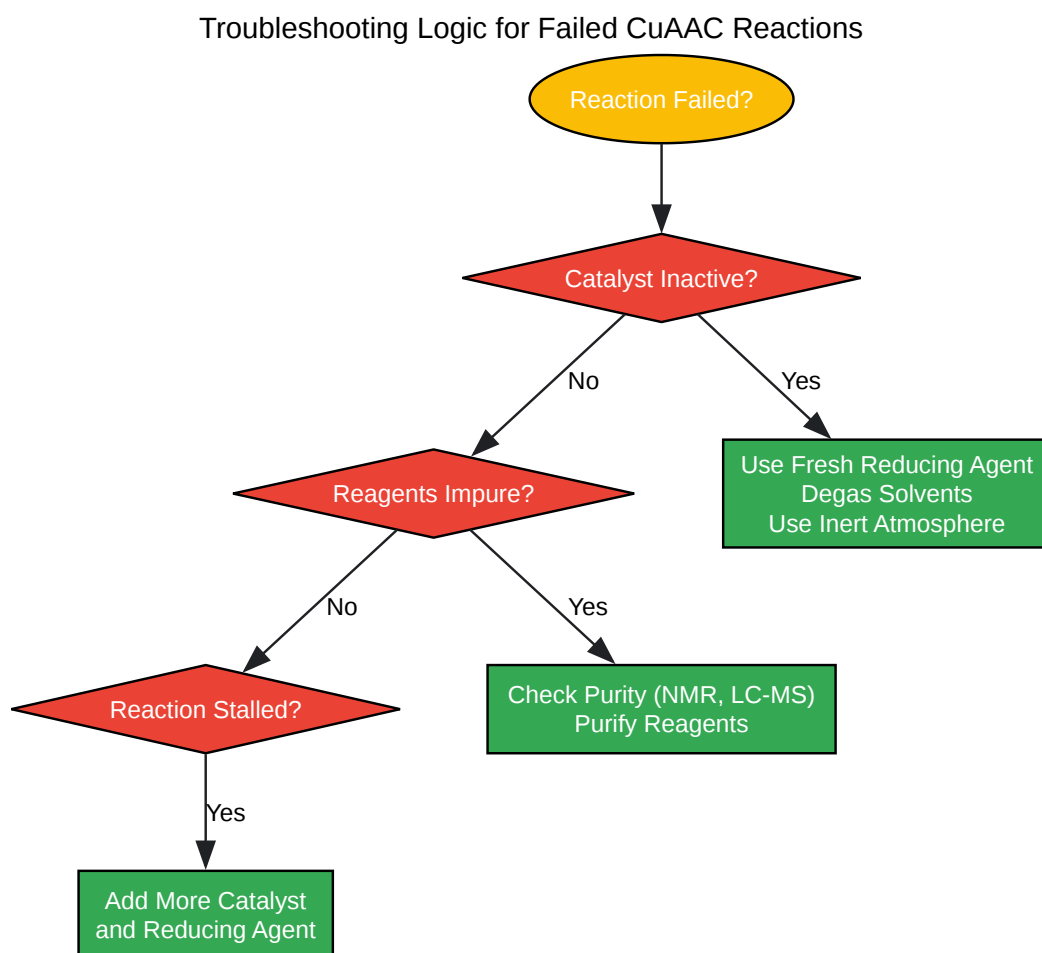 Troubleshooting Logic for Failed CuAAC Reactions
Reaction Failed?
Catalyst Inactive?
No
Yes
Use Fresh Reducing Agent
Degas Solvents
Use Inert Atmosphere
Reagents Impure?
No
Yes
Check Purity (NMR, LC-MS)
Purify Reagents
Reaction Stalled?
Yes
Add More Catalyst
and Reducing Agent